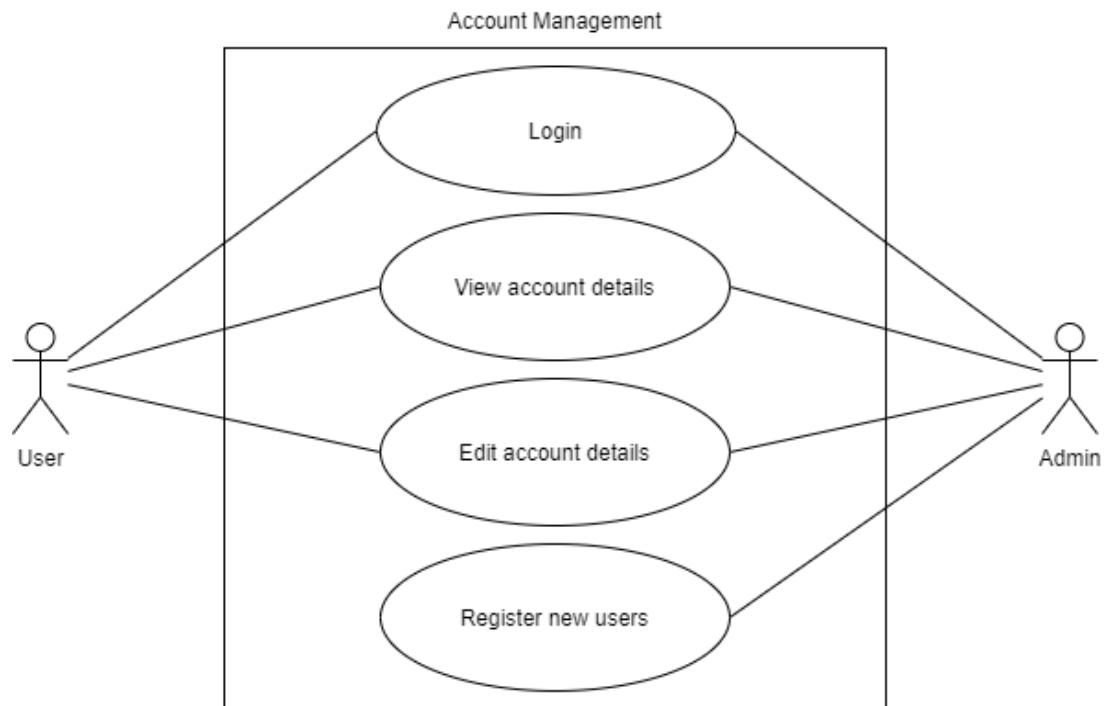 Account Management
Login
View account details
User
Edit account details
Admin
Register new users